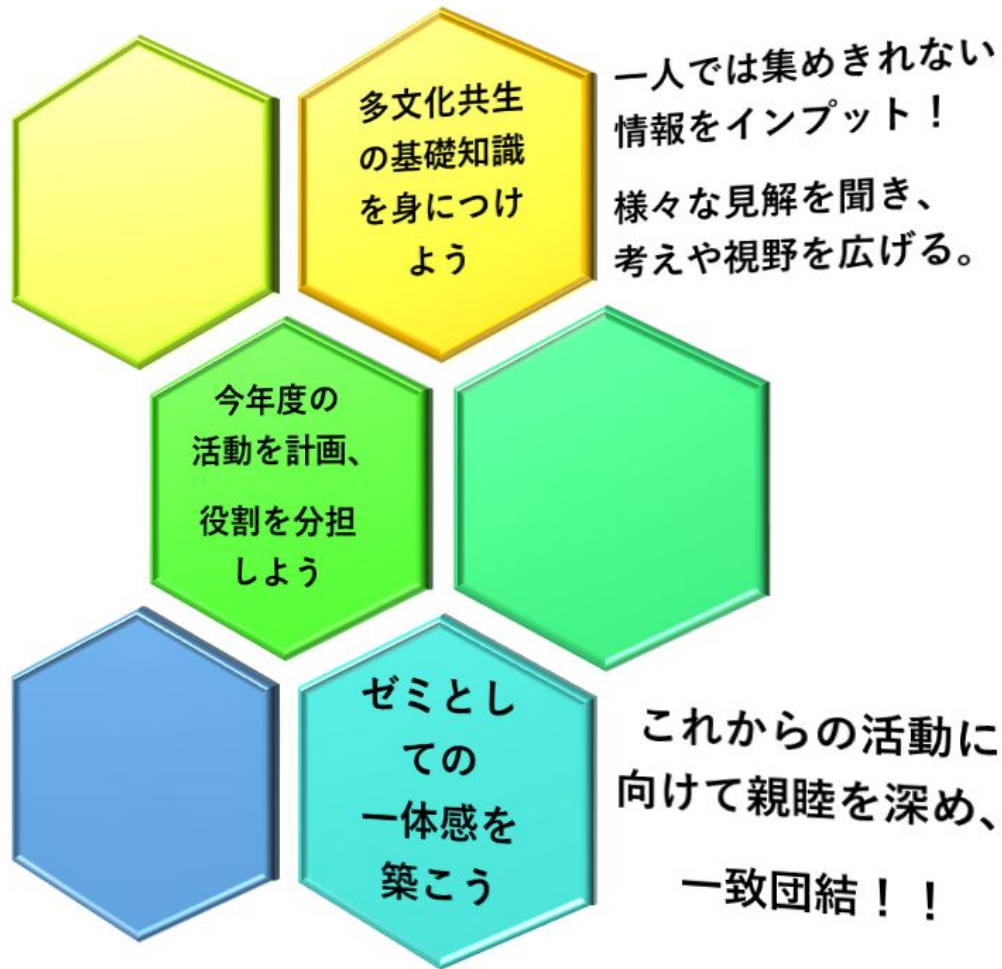 多文化共生
の基礎知識
を身につけ
よう
一人では集めきれない
情報をインプット！
様々な見解を聞き、
考えや視野を広げる。
今年度の
活動を計画、
役割を分担
しよう
ゼミとし
ての
一体感を
築こう
これからの活動に
向けて親睦を深め、
一致団結！！